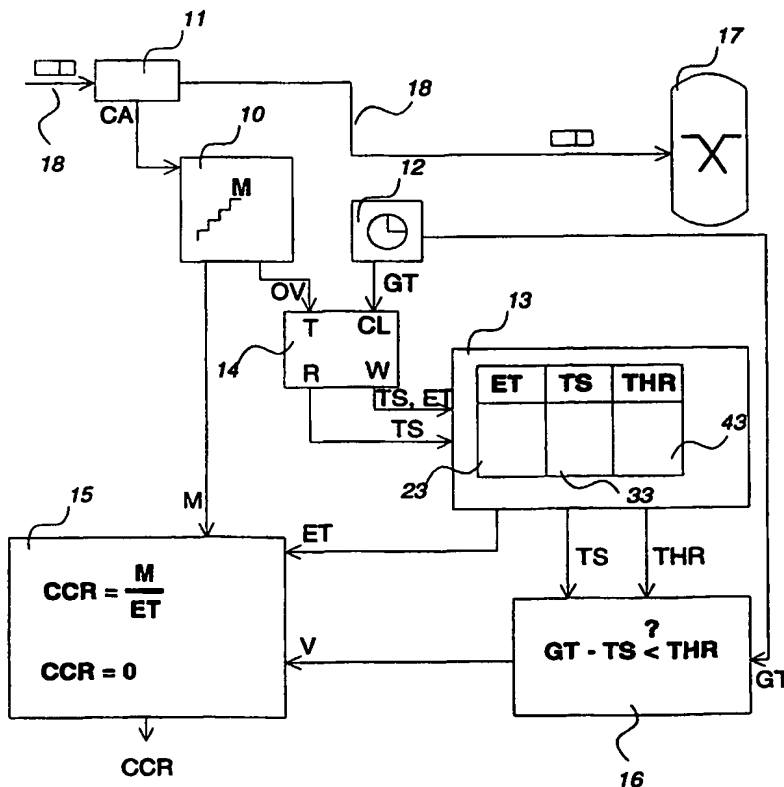 11
17
18
CA
18
10
M
12
OV
GT
14
T CL
R W
13
TS, ET
TS
ET TS THR
23 33 43
M
15
ET
TS
THR
CCR = M
ET
CCR = 0
V
?
GT - TS < THR
GT
CCR
16